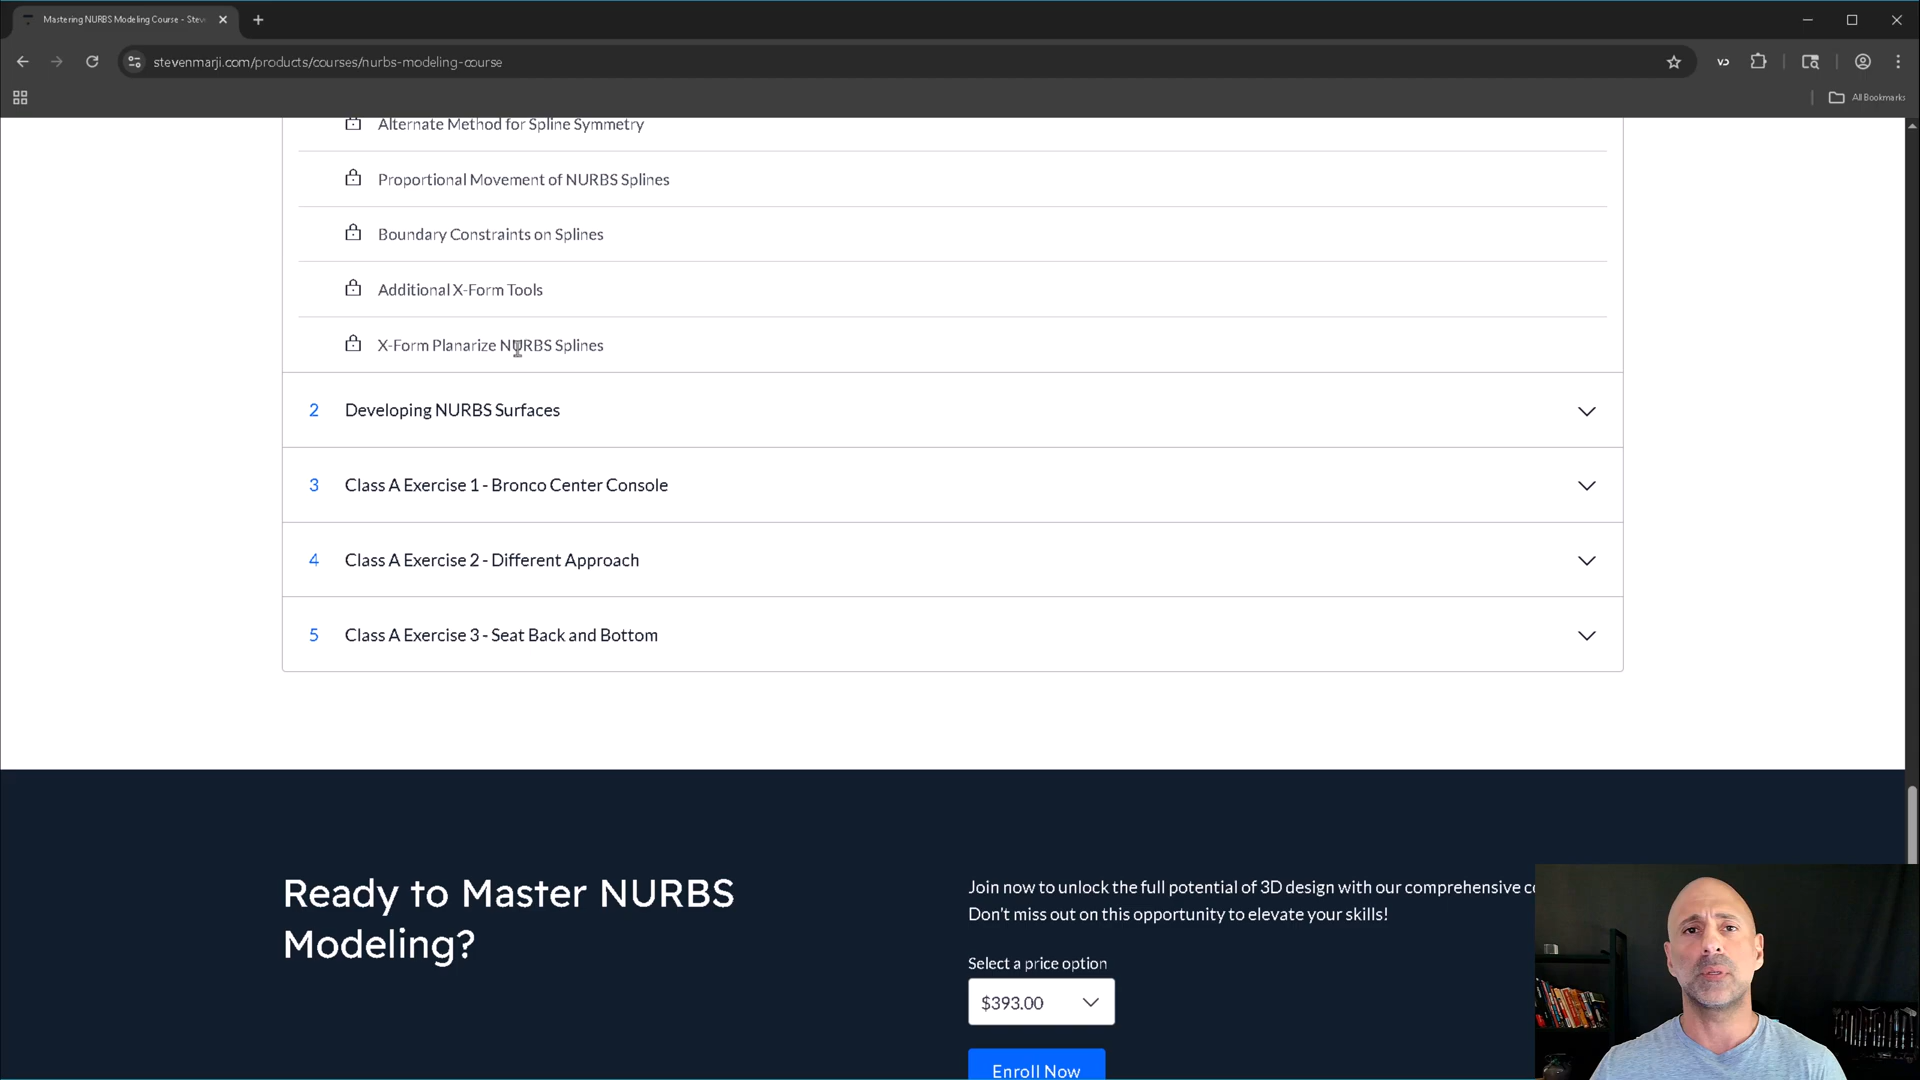 Mastering NURBS Modeling Course - Stev
stevenmarji.com/products/courses/nurbs-modeling-course
All Bookmarks
Alternate Method for Spline Symmetry
Proportional Movement of NURBS Splines
Boundary Constraints on Splines
Additional X-Form Tools
X-Form Planarize NURBS Splines
2 Developing NURBS Surfaces
3 Class A Exercise 1 - Bronco Center Console
4 Class A Exercise 2 - Different Approach
5 Class A Exercise 3 - Seat Back and Bottom
Ready to Master NURBS
Modeling?
Join now to unlock the full potential of 3D design with our comprehensive co
Don't miss out on this opportunity to elevate your skills!
Select a price option
$393.00
Enroll Now